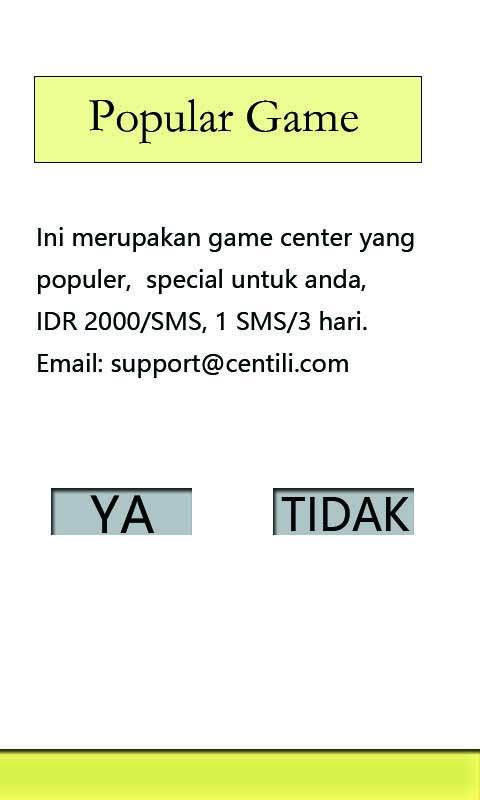 Popular Game
Ini merupakan game center yang
populer,  special untuk anda,
IDR 2000/SMS, 1 SMS/3 hari.
Email: support@centili.com
YA
TIDAK